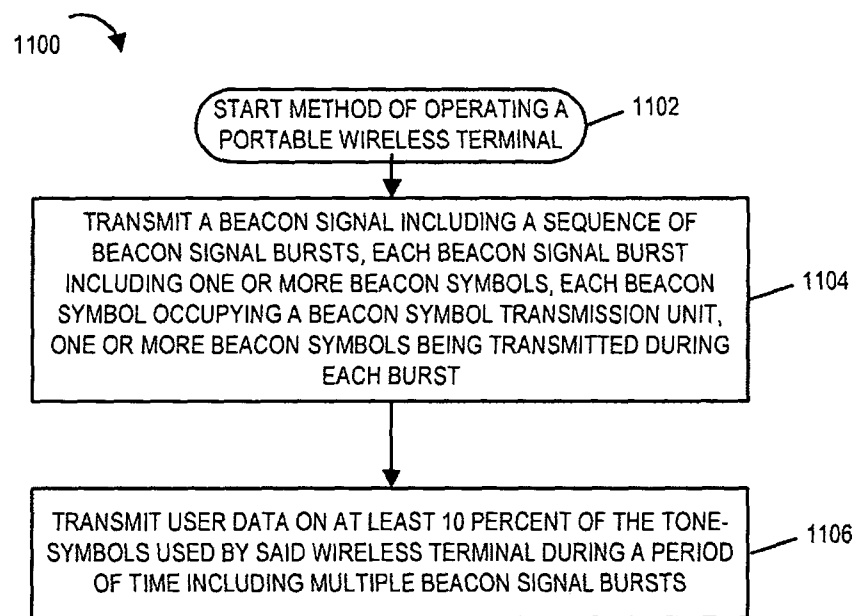 1100
START METHOD OF OPERATING A
PORTABLE WIRELESS TERMINAL
1102
TRANSMIT A BEACON SIGNAL INCLUDING A SEQUENCE OF
BEACON SIGNAL BURSTS, EACH BEACON SIGNAL BURST
INCLUDING ONE OR MORE BEACON SYMBOLS, EACH BEACON
SYMBOL OCCUPYING A BEACON SYMBOL TRANSMISSION UNIT,
ONE OR MORE BEACON SYMBOLS BEING TRANSMITTED DURING
EACH BURST
1104
TRANSMIT USER DATA ON AT LEAST 10 PERCENT OF THE TONE-
SYMBOLS USED BY SAID WIRELESS TERMINAL DURING A PERIOD
OF TIME INCLUDING MULTIPLE BEACON SIGNAL BURSTS
1106